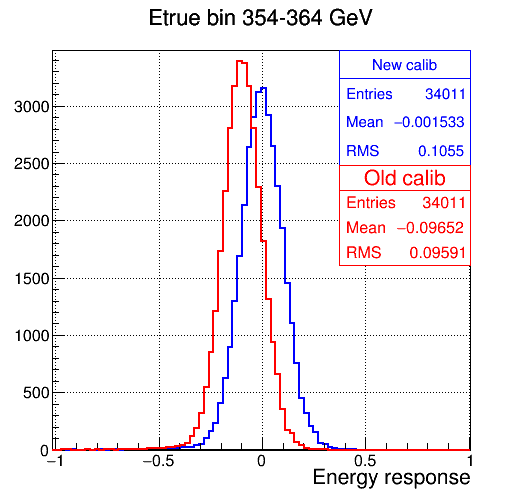 Etrue bin 354-364 GeV
New calib
Entries 34011
Mean −0.001533
RMS 0.1055
Old calib
Entries 34011
Mean −0.09652
RMS 0.09591
3000
2500
2000
1500
1000
500
0
−1 −0.5 0 0.5 1
Energy response